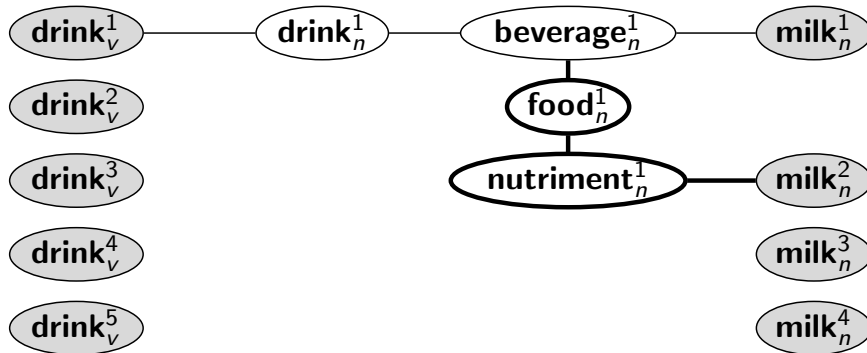 drink¹ᵥ drink¹ₙ beverage¹ₙ milk¹ₙ
drink²ᵥ food¹ₙ
drink³ᵥ nutriment¹ₙ milk²ₙ
drink⁴ᵥ milk³ₙ
drink⁵ᵥ milk⁴ₙ